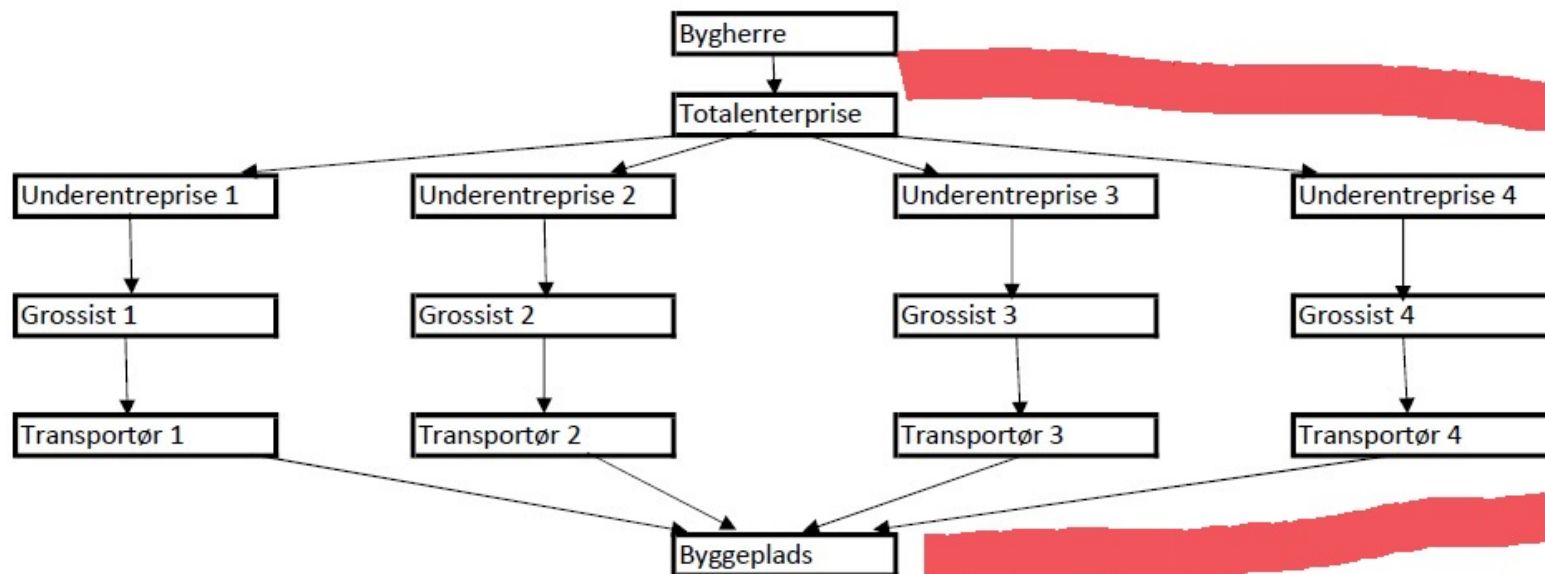 Bygherre
Totalenterprise
Underentreprise 1
Underentreprise 2
Underentreprise 3
Underentreprise 4
Grossist 1
Grossist 2
Grossist 3
Grossist 4
Transportør 1
Transportør 2
Transportør 3
Transportør 4
Byggeplads